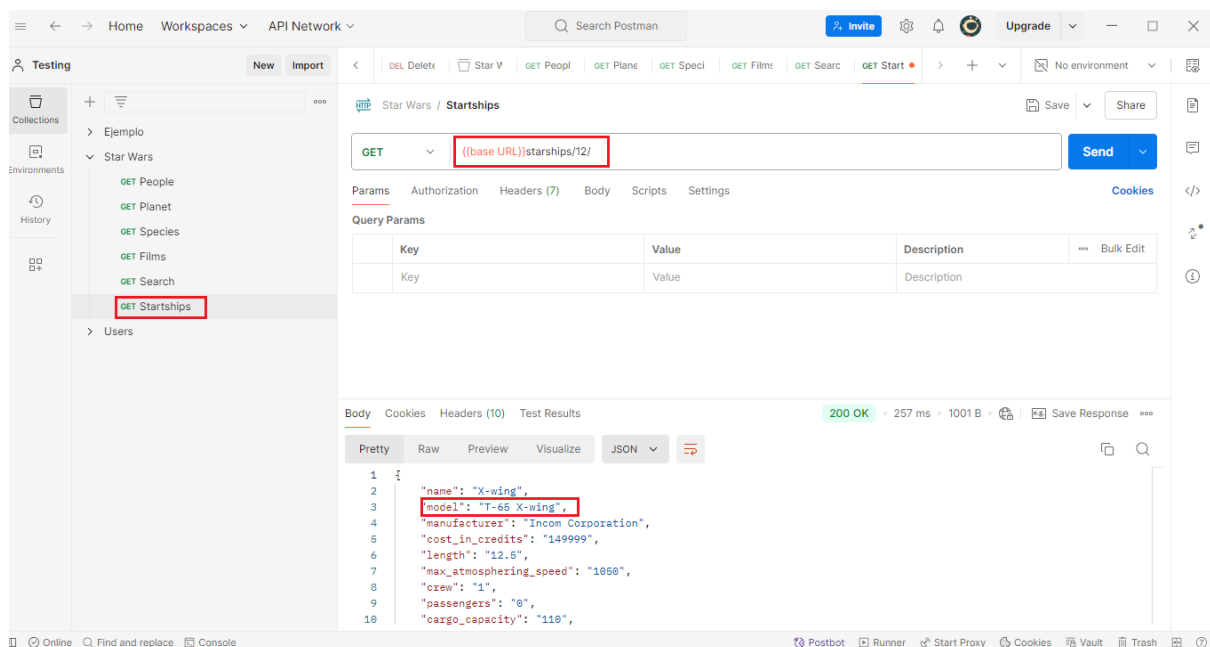 Home Workspaces API Network Search Postman Invite Upgrade
Testing New Import DEL Delete Star W GET Peopl GET Plane GET Speci GET Films GET Searc GET Start No environment
Collections
Environments
History
Ejemplo
Star Wars
GET People
GET Planet
GET Species
GET Films
GET Search
GET Startships
Users
HTTP Star Wars / Startships Save Share
GET {{base URL}}starships/12/ Send
Params Authorization Headers (7) Body Scripts Settings Cookies
Query Params
Key Value Description Bulk Edit
Key Value Description
Body Cookies Headers (10) Test Results 200 OK 257 ms 1001 B Save Response
Pretty Raw Preview Visualize JSON
1 {
2 "name": "X-wing",
3 "model": "T-65 X-wing",
4 "manufacturer": "Incom Corporation",
5 "cost_in_credits": "149999",
6 "length": "12.5",
7 "max_atmosphering_speed": "1050",
8 "crew": "1",
9 "passengers": "0",
10 "cargo_capacity": "110",
Online Find and replace Console Postbot Runner Start Proxy Cookies Vault Trash